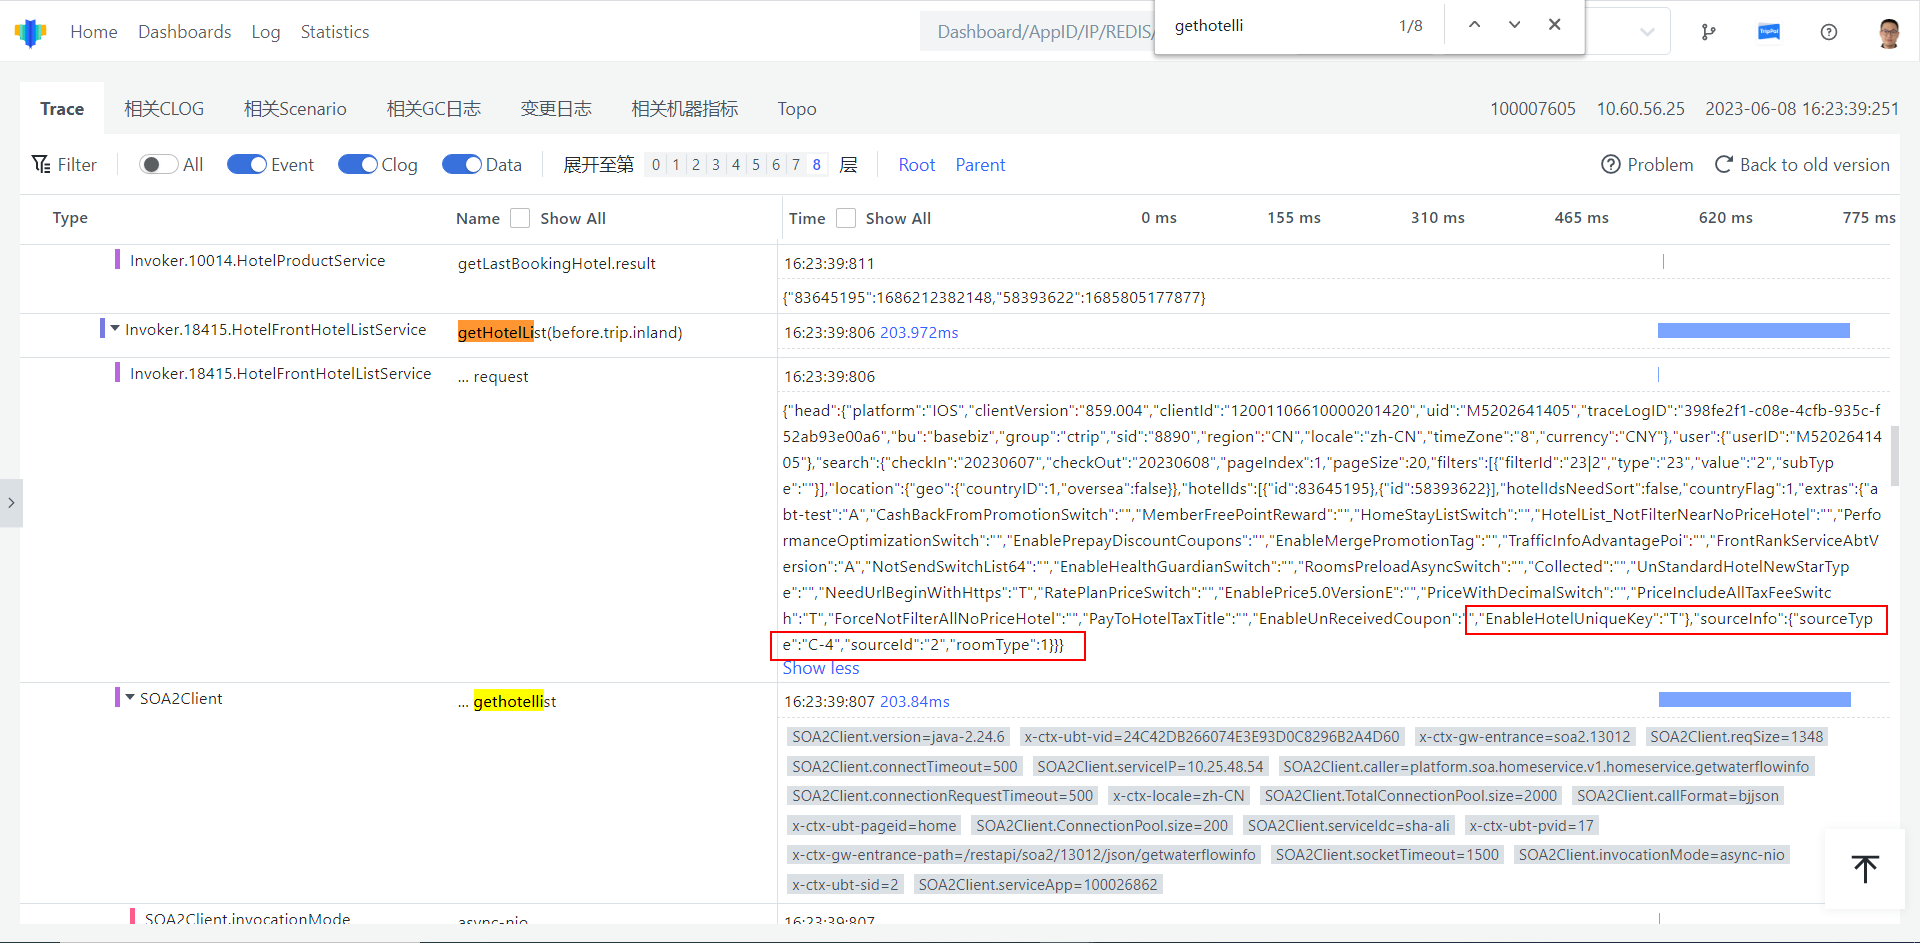 gethotelli 1/8
Home Dashboards Log Statistics Dashboard/AppID/IP/REDIS/
Trace 相关CLOG 相关Scenario 相关GC日志 变更日志 相关机器指标 Topo 100007605 10.60.56.25 2023-06-08 16:23:39:251
Filter All Event Clog Data 展开至第 0 1 2 3 4 5 6 7 8 层 Root Parent Problem Back to old version
Type Name Show All Time Show All 0 ms 155 ms 310 ms 465 ms 620 ms 775 ms
Invoker.10014.HotelProductService getLastBookingHotel.result 16:23:39:811
{"83645195":1686212382148,"58393622":1685805177877}
Invoker.18415.HotelFrontHotelListService getHotelList(before.trip.inland) 16:23:39:806 203.972ms
Invoker.18415.HotelFrontHotelListService ... request 16:23:39:806
{"head":{"platform":"IOS","clientVersion":"859.004","clientId":"12001106610000201420","uid":"M5202641405","traceLogID":"398fe2f1-c08e-4cfb-935c-f
52ab93e00a6","bu":"basebiz","group":"ctrip","sid":"8890","region":"CN","locale":"zh-CN","timeZone":"8","currency":"CNY"},"user":{"userID":"M52026414
05"},"search":{"checkIn":"20230607","checkOut":"20230608","pageIndex":1,"pageSize":20,"filters":[{"filterId":"23|2","type":"23","value":"2","subTyp
e":""}],"location":{"geo":{"countryID":1,"oversea":false}},"hotelIds":[{"id":83645195},{"id":58393622}],"hotelIdsNeedSort":false,"countryFlag":1,"extras":{"a
bt-test":"A","CashBackFromPromotionSwitch":"","MemberFreePointReward":"","HomeStayListSwitch":"","HotelList_NotFilterNearNoPriceHotel":"","Perfo
rmanceOptimizationSwitch":"","EnablePrepayDiscountCoupons":"","EnableMergePromotionTag":"","TrafficInfoAdvantagePoi":"","FrontRankServiceAbtV
ersion":"A","NotSendSwitchList64":"","EnableHealthGuardianSwitch":"","RoomsPreloadAsyncSwitch":"","Collected":"","UnStandardHotelNewStarTyp
e":"","NeedUrlBeginWithHttps":"T","RatePlanPriceSwitch":"","EnablePrice5.0VersionE":"","PriceWithDecimalSwitch":"","PriceIncludeAllTaxFeeSwitc
h":"T","ForceNotFilterAllNoPriceHotel":"","PayToHotelTaxTitle":"","EnableUnReceivedCoupon":"","EnableHotelUniqueKey":"T"},"sourceInfo":{"sourceTyp
e":"C-4","sourceId":"2","roomType":1}}}
Show less
SOA2Client ... gethotellist 16:23:39:807 203.84ms
SOA2Client.version=java-2.24.6 x-ctx-ubt-vid=24C42DB266074E3E93D0C8296B2A4D60 x-ctx-gw-entrance=soa2.13012 SOA2Client.reqSize=1348
SOA2Client.connectTimeout=500 SOA2Client.serviceIP=10.25.48.54 SOA2Client.caller=platform.soa.homeservice.v1.homeservice.getwaterflowinfo
SOA2Client.connectionRequestTimeout=500 x-ctx-locale=zh-CN SOA2Client.TotalConnectionPool.size=2000 SOA2Client.callFormat=bjjson
x-ctx-ubt-pageid=home SOA2Client.ConnectionPool.size=200 SOA2Client.serviceIdc=sha-ali x-ctx-ubt-pvid=17
x-ctx-gw-entrance-path=/restapi/soa2/13012/json/getwaterflowinfo SOA2Client.socketTimeout=1500 SOA2Client.invocationMode=async-nio
x-ctx-ubt-sid=2 SOA2Client.serviceApp=100026862
SOA2Client.invocationMode async-nio 16:23:39:807